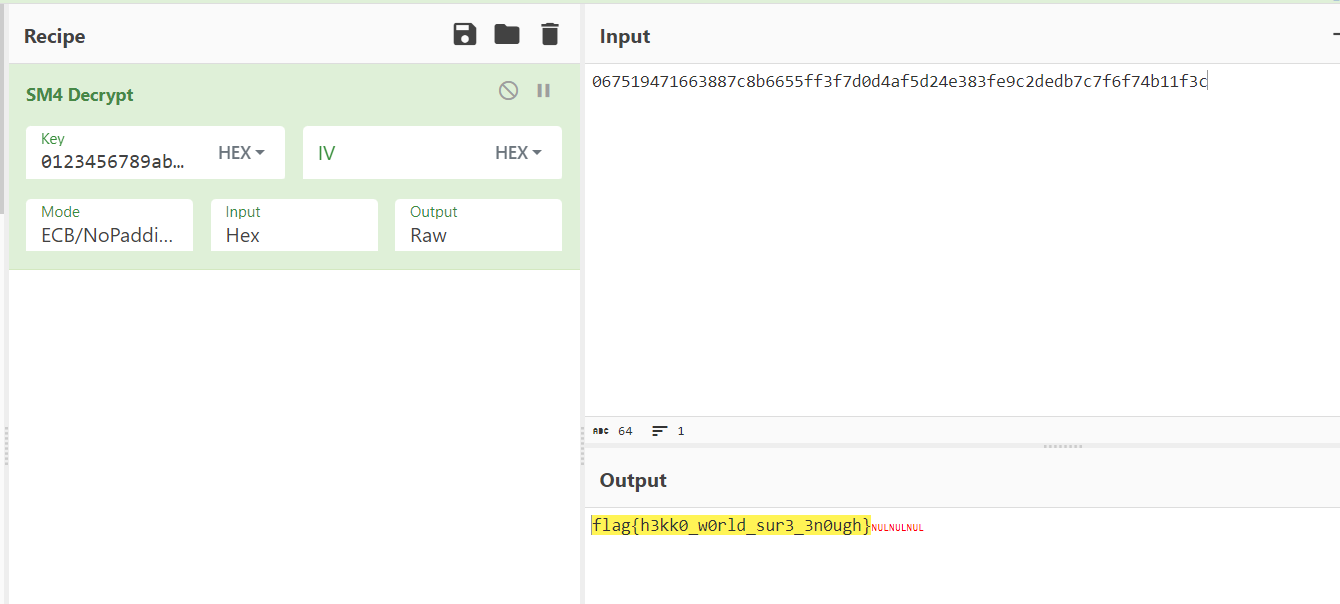 Recipe
SM4 Decrypt
Key
0123456789ab…
HEX
IV
HEX
Mode
ECB/NoPaddi...
Input
Hex
Output
Raw
Input
067519471663887c8b6655ff3f7d0d4af5d24e383fe9c2dedb7c7f6f74b11f3c
ABC 64 1
Output
flag{h3kk0_w0rld_sur3_3n0ugh}NULNULNUL